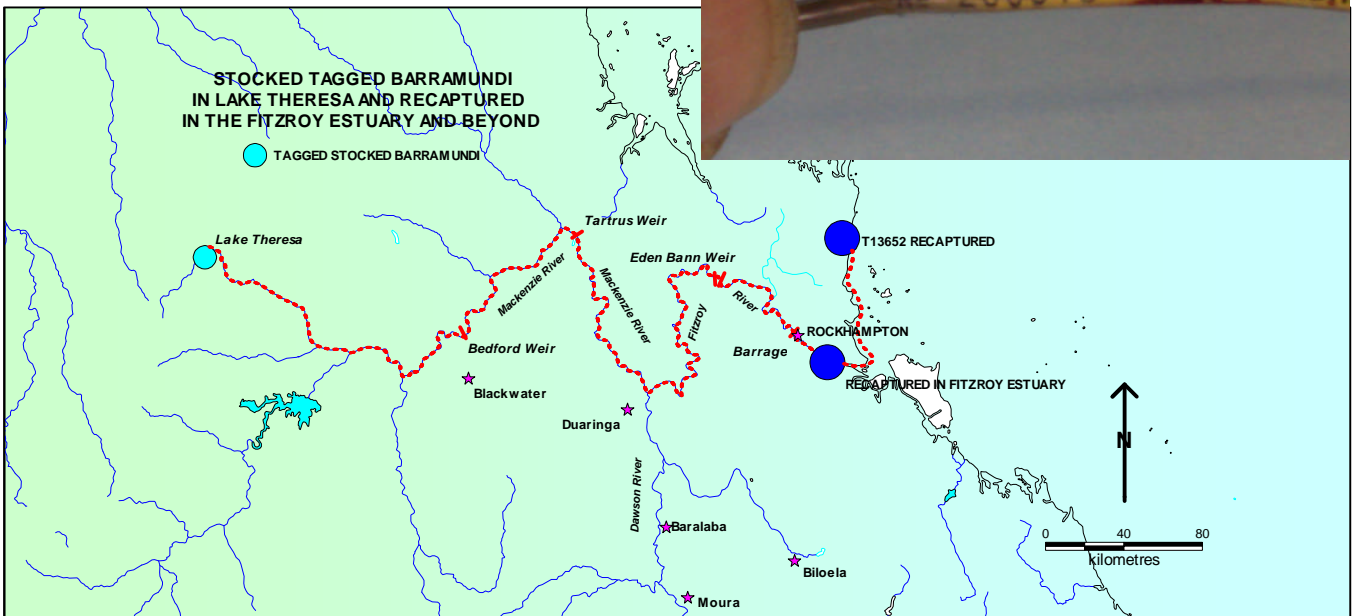 STOCKED TAGGED BARRAMUNDI
IN LAKE THERESA AND RECAPTURED
IN THE FITZROY ESTUARY AND BEYOND
TAGGED STOCKED BARRAMUNDI
Lake Theresa
Tartrus Weir
T13652 RECAPTURED
Eden Bann Weir
Mackenzie River
Mackenzie River
Fitzroy
River
ROCKHAMPTON
Barrage
Bedford Weir
RECAPTURED IN FITZROY ESTUARY
Blackwater
Duaringa
N
Dawson River
Baralaba
0 40 80
kilometres
Biloela
Moura